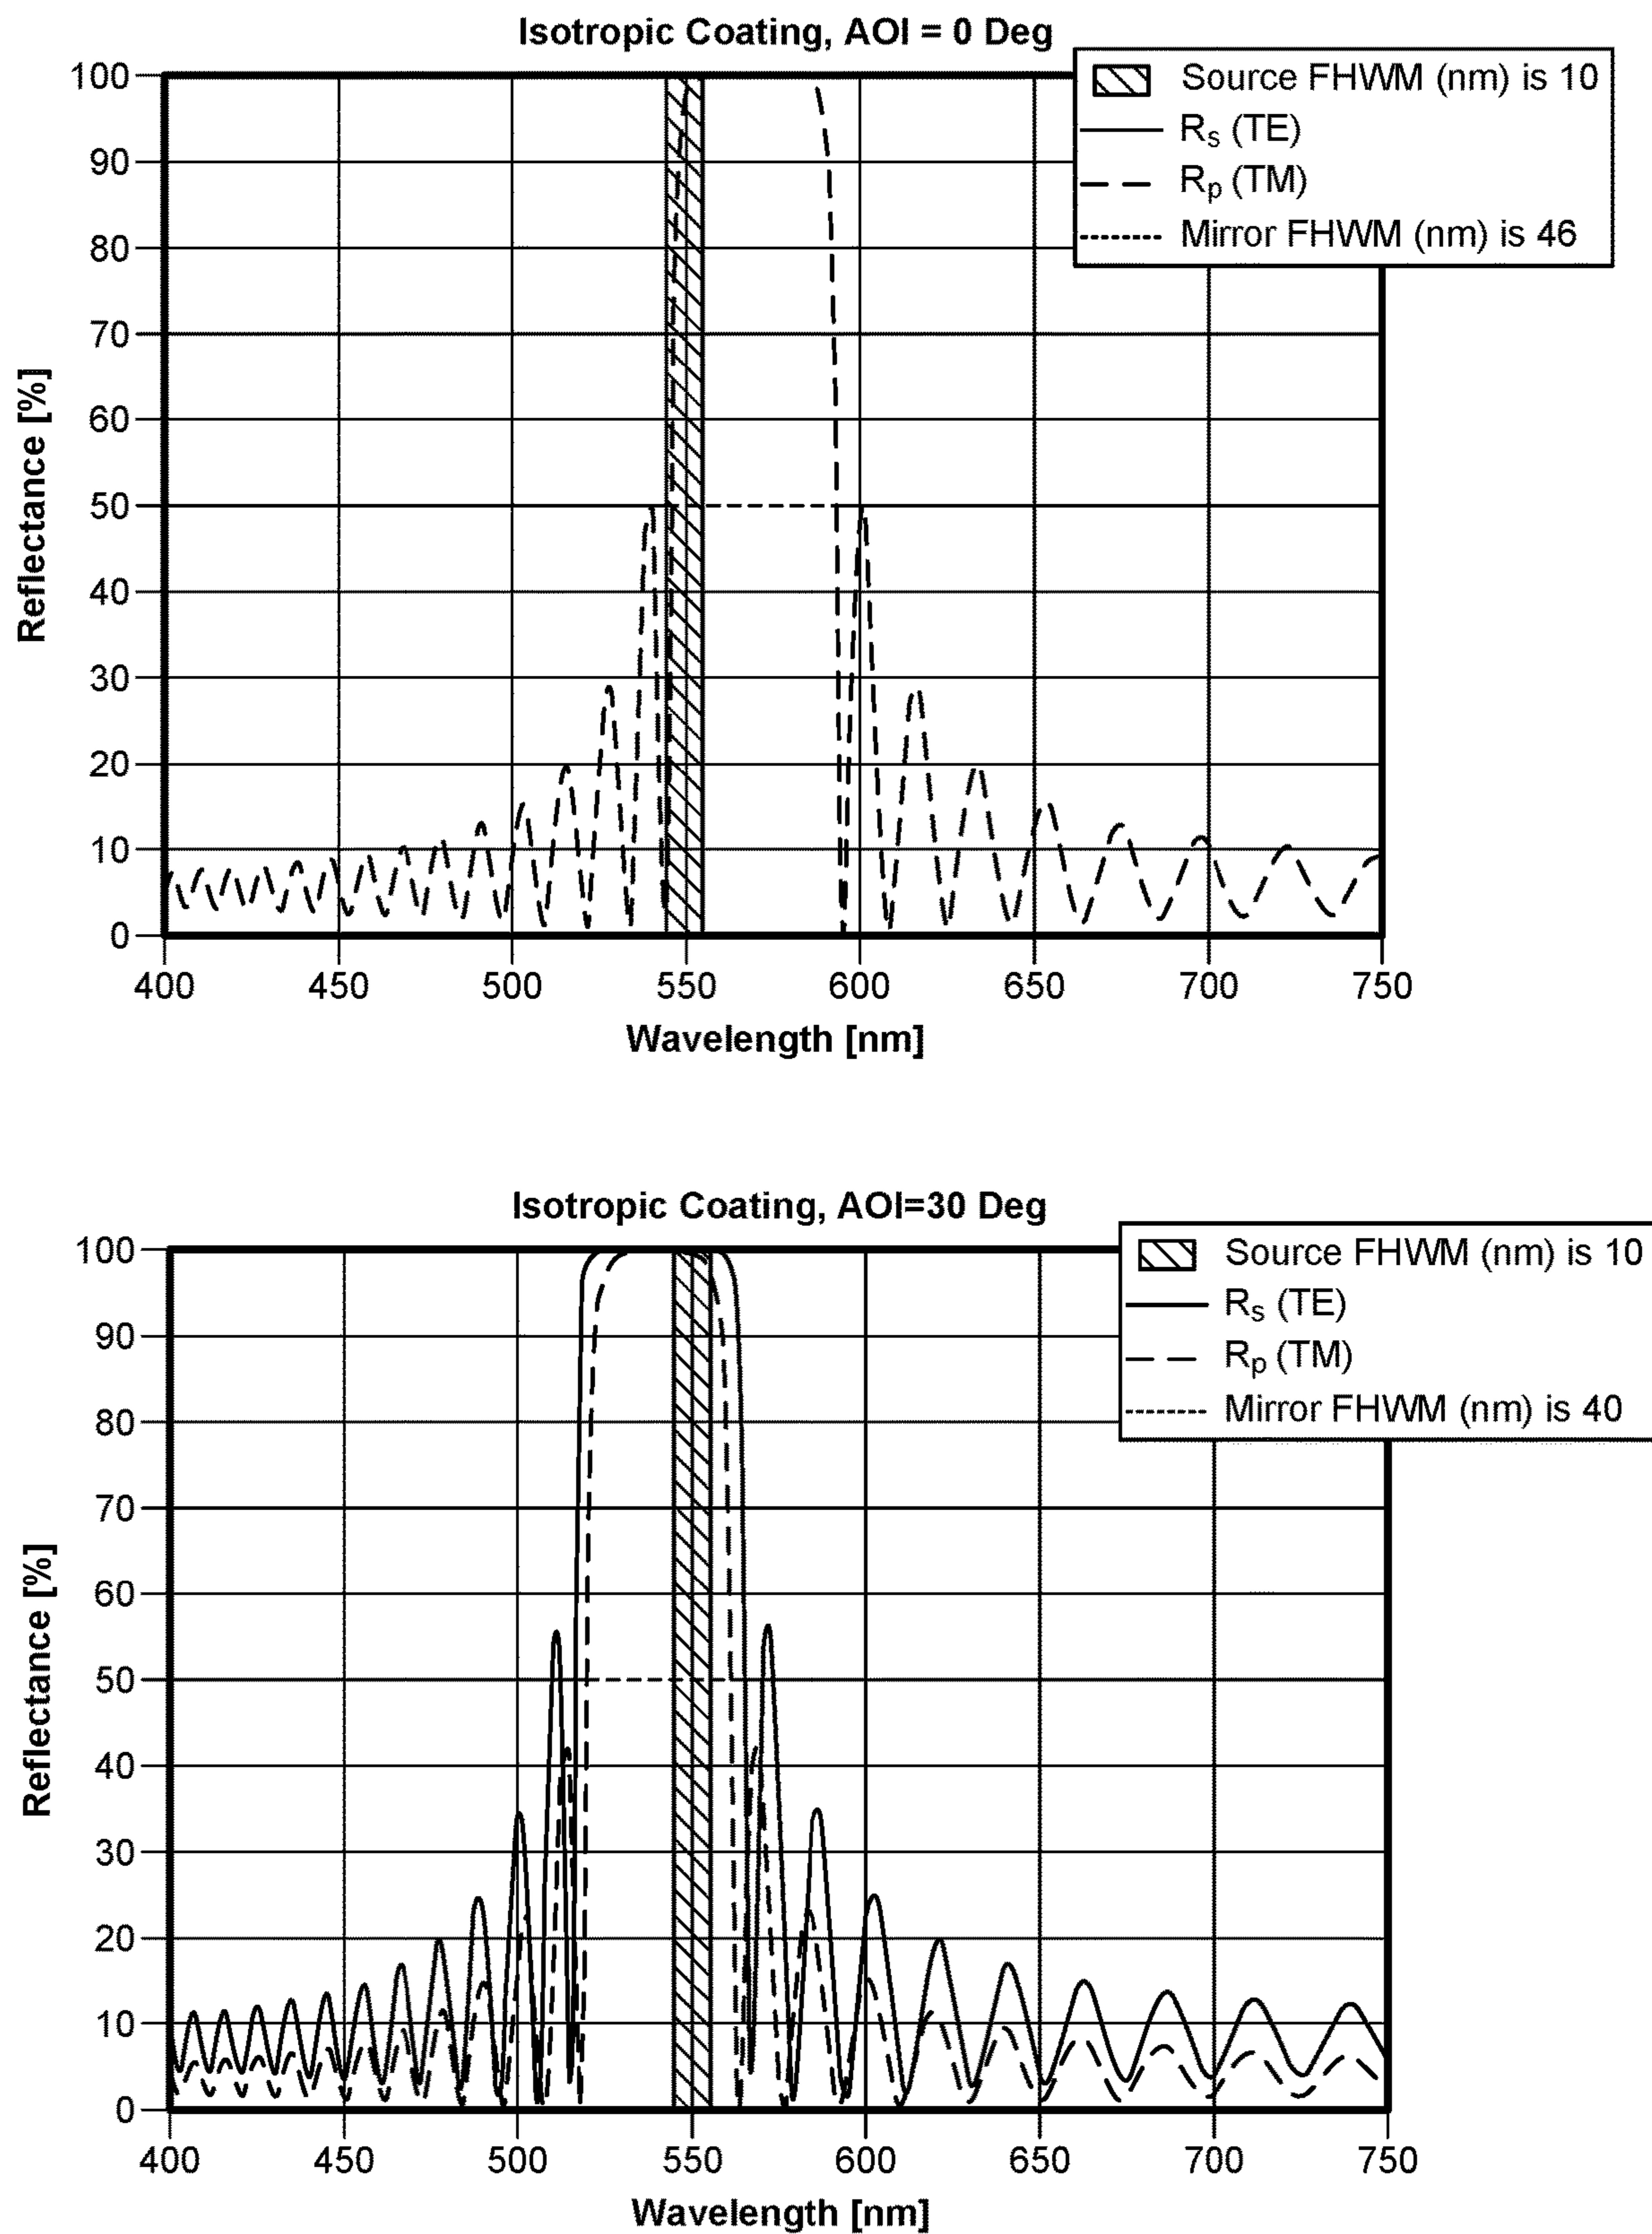 Isotropic Coating, AOI = 0 Deg
Source FHWM (nm) is 10
Rs (TE)
Rp (TM)
Mirror FHWM (nm) is 46
Reflectance [%]
100
90
80
70
60
50
40
30
20
10
0
400 450 500 550 600 650 700 750
Wavelength [nm]
Isotropic Coating, AOI=30 Deg
Source FHWM (nm) is 10
Rs (TE)
Rp (TM)
Mirror FHWM (nm) is 40
Reflectance [%]
100
90
80
70
60
50
40
30
20
10
0
400 450 500 550 600 650 700 750
Wavelength [nm]